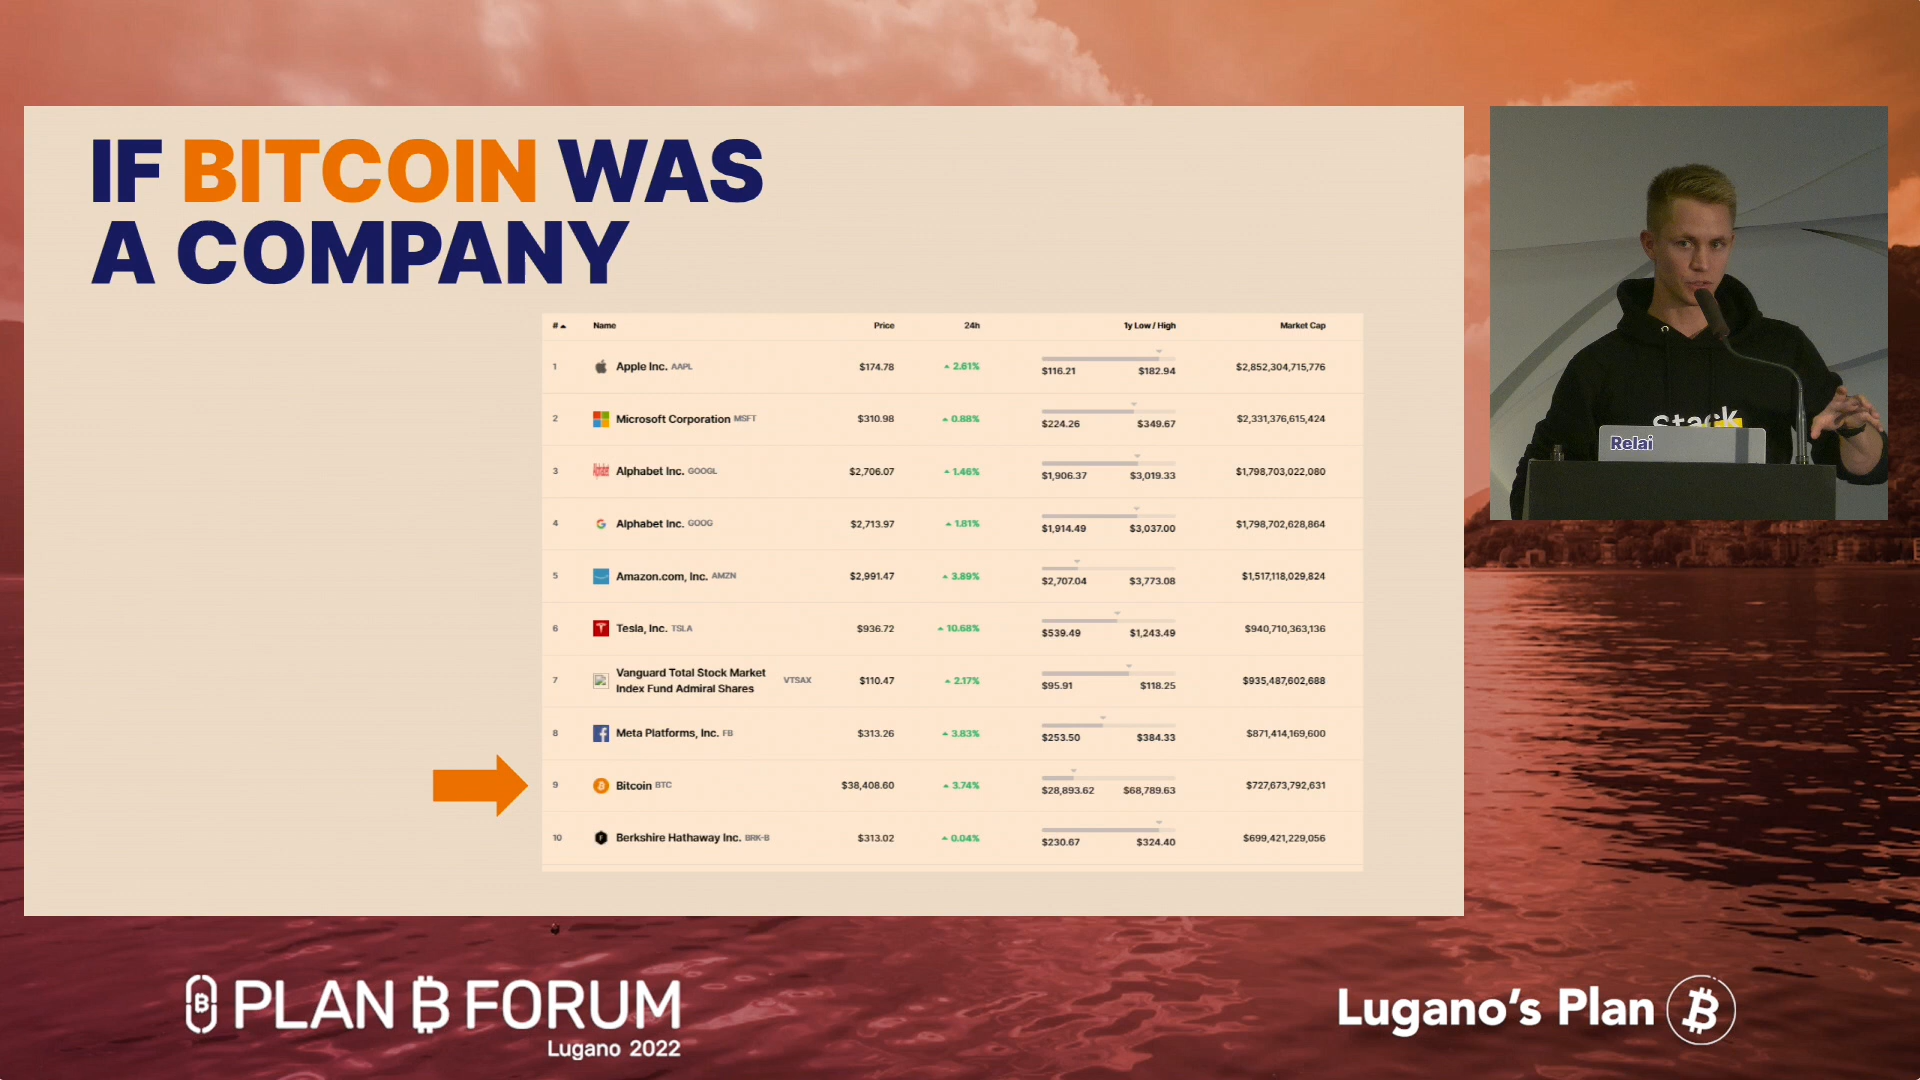 IF BITCOIN WAS
A COMPANY
# Name Price 24h 1y Low / High Market Cap
1 Apple Inc. AAPL $174.78 2.61% $116.21 $182.94 $2,852,304,715,776
2 Microsoft Corporation MSFT $310.98 0.88% $224.26 $349.67 $2,331,376,615,424
3 Alphabet Inc. GOOGL $2,706.07 1.46% $1,906.37 $3,019.33 $1,798,703,022,080
4 Alphabet Inc. GOOG $2,713.97 1.81% $1,914.49 $3,037.00 $1,798,702,628,864
5 Amazon.com, Inc. AMZN $2,991.47 3.89% $2,707.04 $3,773.08 $1,517,118,029,824
6 Tesla, Inc. TSLA $936.72 10.68% $539.49 $1,243.49 $940,710,363,136
7 Vanguard Total Stock Market
Index Fund Admiral Shares VTSAX $110.47 2.17% $95.91 $118.25 $935,487,602,688
8 Meta Platforms, Inc. FB $313.26 3.83% $253.50 $384.33 $871,414,169,600
9 Bitcoin BTC $38,408.60 3.74% $28,893.62 $68,789.63 $727,673,792,631
10 Berkshire Hathaway Inc. BRK-B $313.02 0.04% $230.67 $324.40 $699,421,229,056
Stack
Relai
PLAN ₿ FORUM
Lugano 2022
Lugano's Plan ₿